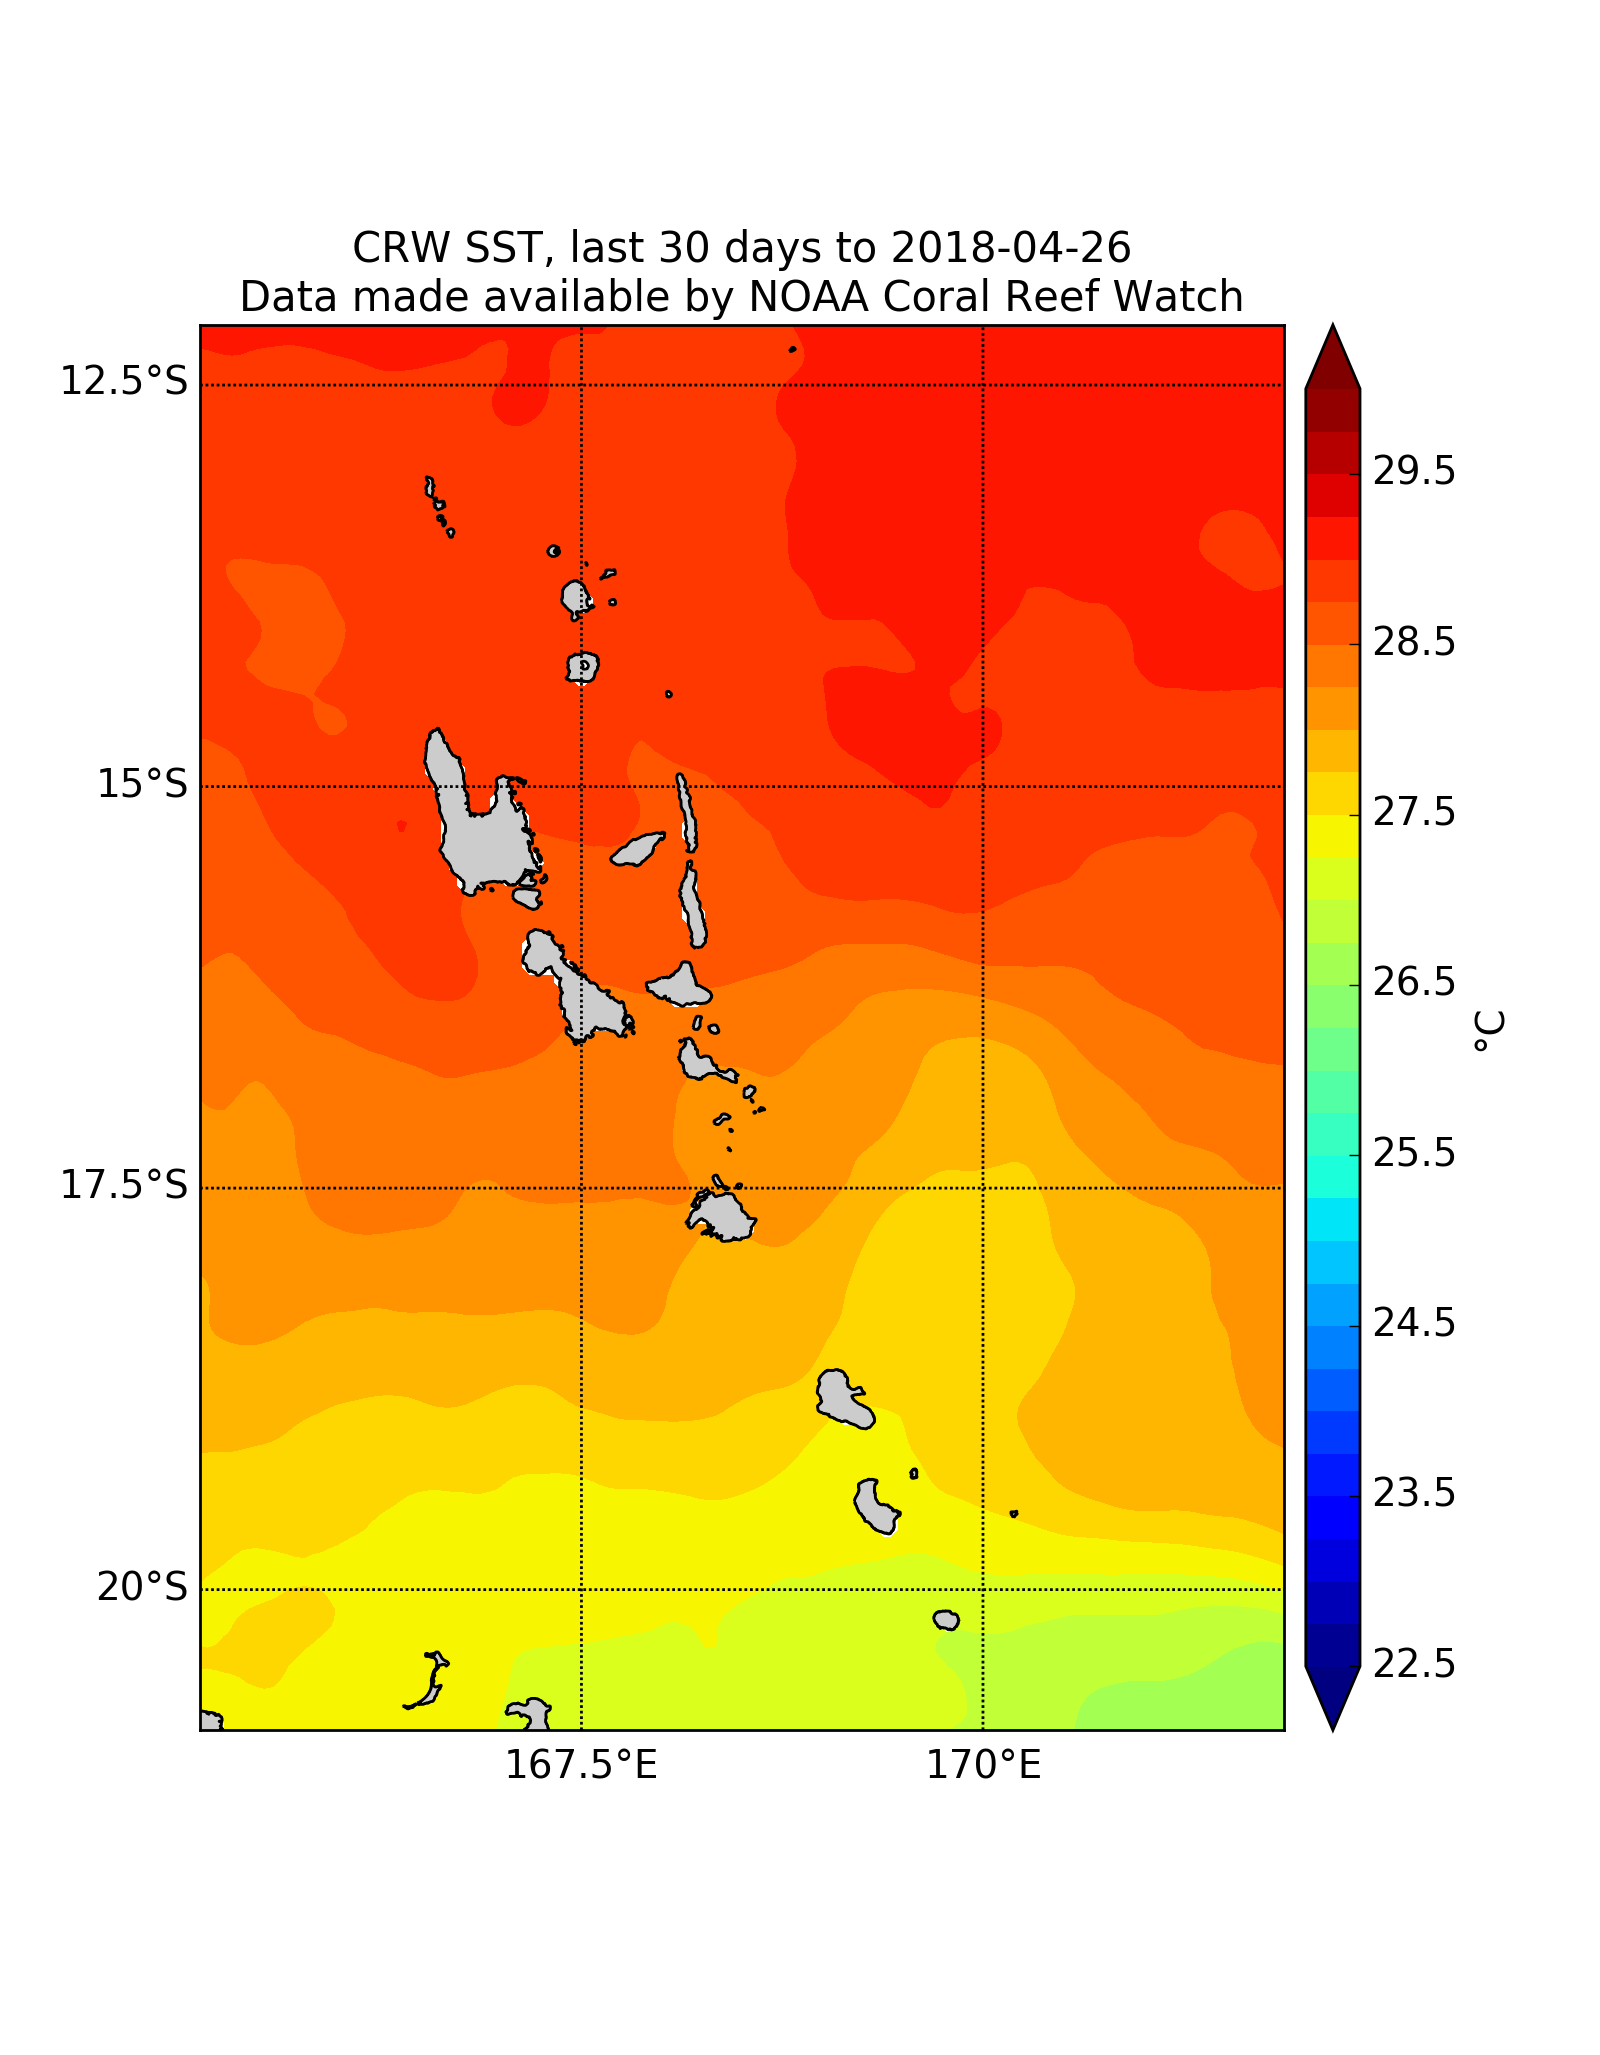 CRW SST, last 30 days to 2018-04-26
Data made available by NOAA Coral Reef Watch
12.5°S
15°S
17.5°S
20°S
167.5°E
170°E
29.5
28.5
27.5
26.5
25.5
24.5
23.5
22.5
°C